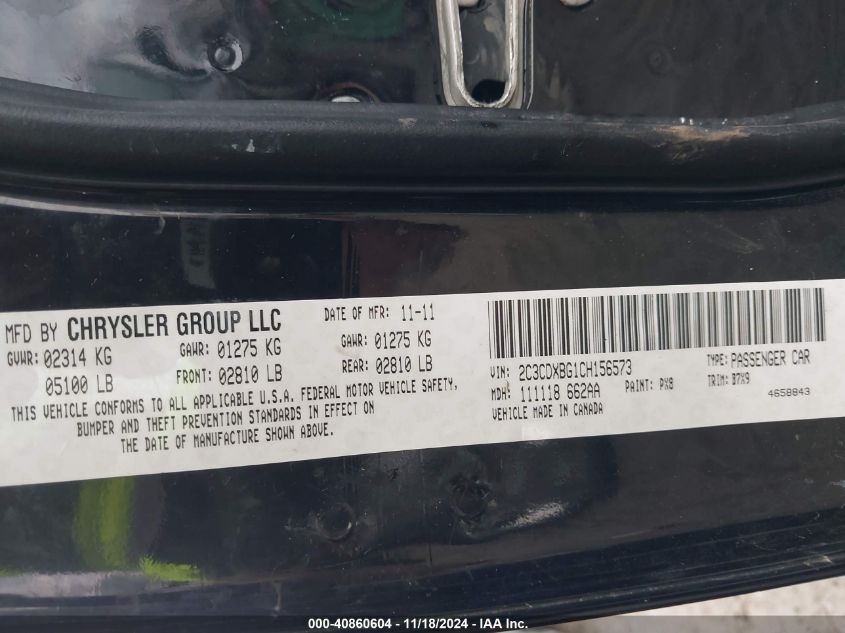 MFD BY CHRYSLER GROUP LLC DATE OF MFR: 11-11
GVWR: 02314 KG GAWR: 01275 KG GAWR: 01275 KG
05100 LB FRONT: 02810 LB REAR: 02810 LB
THIS VEHICLE CONFORMS TO ALL APPLICABLE U.S.A. FEDERAL MOTOR VEHICLE SAFETY,
BUMPER AND THEFT PREVENTION STANDARDS IN EFFECT ON
THE DATE OF MANUFACTURE SHOWN ABOVE.
VIN: 2C3CDXBG1CH156573 TYPE: PASSENGER CAR
MDH: 111118 662AA PAINT: PX8 TRIM: B7X9
VEHICLE MADE IN CANADA 4658843
000-40860604 - 11/18/2024 - IAA Inc.